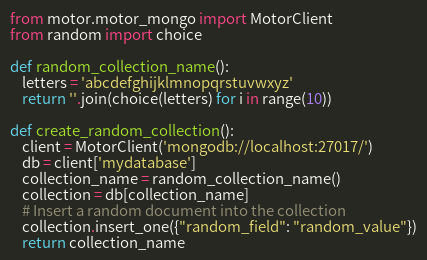 from motor.motor_mongo import MotorClient
from random import choice

def random_collection_name():
    letters = 'abcdefghijklmnopqrstuvwxyz'
    return ''.join(choice(letters) for i in range(10))

def create_random_collection():
    client = MotorClient('mongodb://localhost:27017/')
    db = client['mydatabase']
    collection_name = random_collection_name()
    collection = db[collection_name]
    # Insert a random document into the collection
    collection.insert_one({"random_field": "random_value"})
    return collection_name